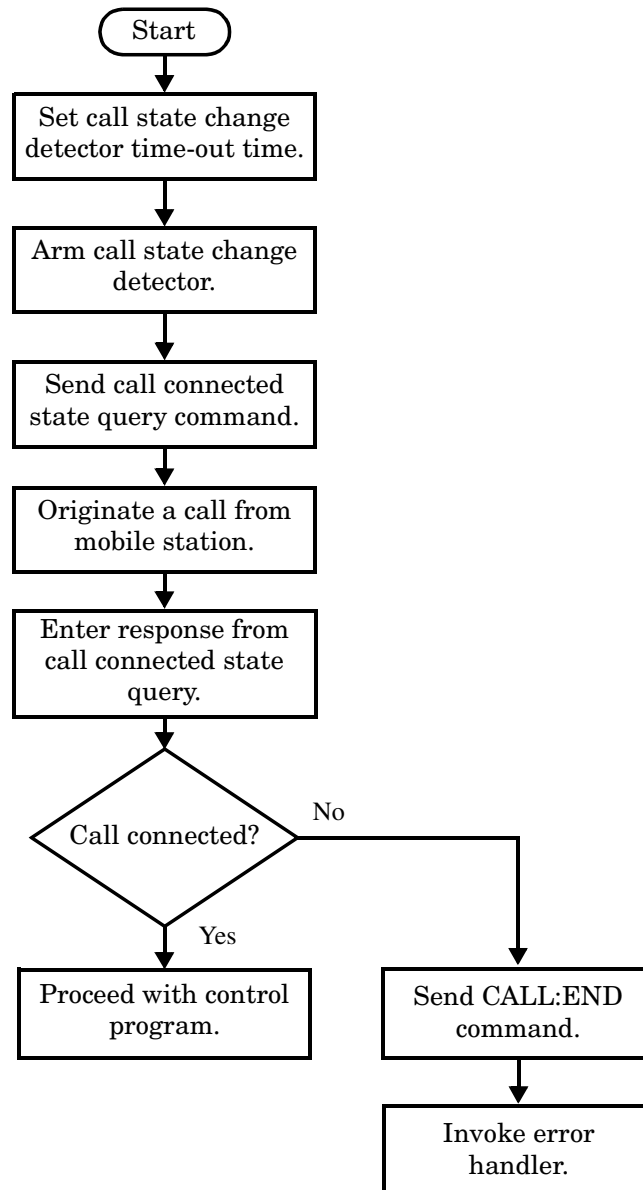 Start
Set call state change
detector time-out time.
Arm call state change
detector.
Send call connected
state query command.
Originate a call from
mobile station.
Enter response from
call connected state
query.
Call connected?
No
Yes
Proceed with control
program.
Send CALL:END
command.
Invoke error
handler.